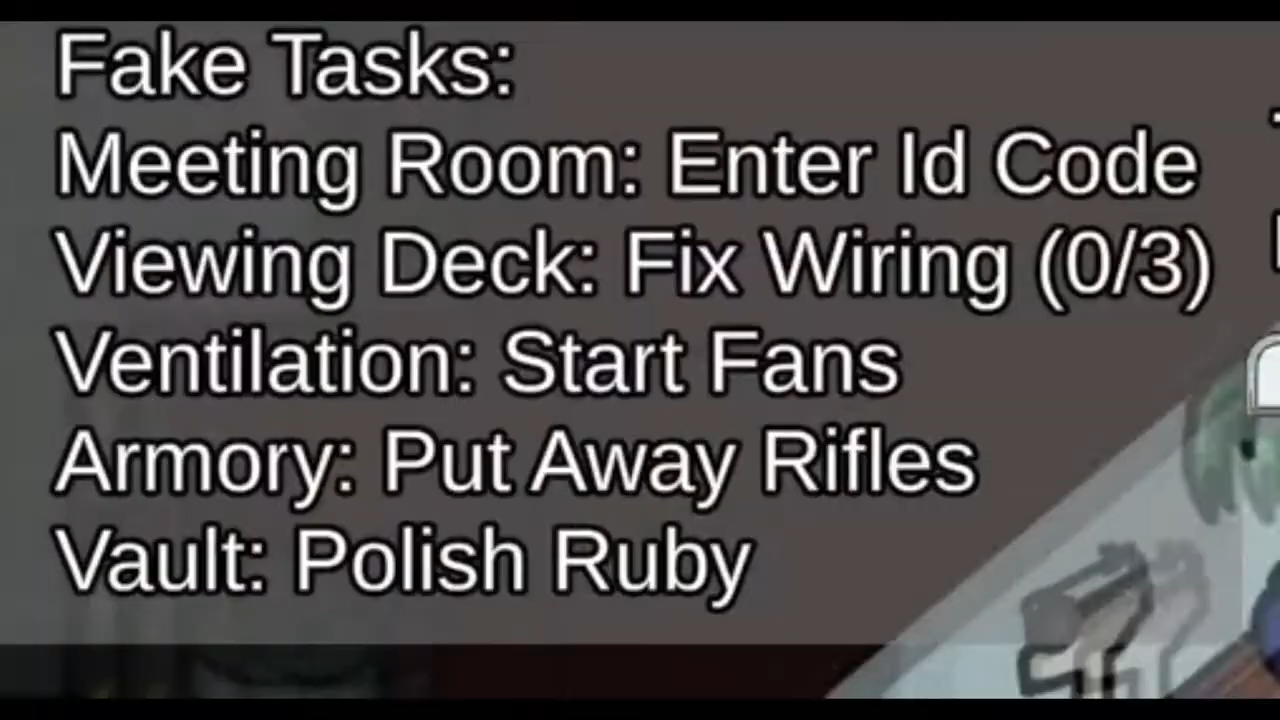 Fake Tasks:
Meeting Room: Enter Id Code
Viewing Deck: Fix Wiring (0/3)
Ventilation: Start Fans
Armory: Put Away Rifles
Vault: Polish Ruby